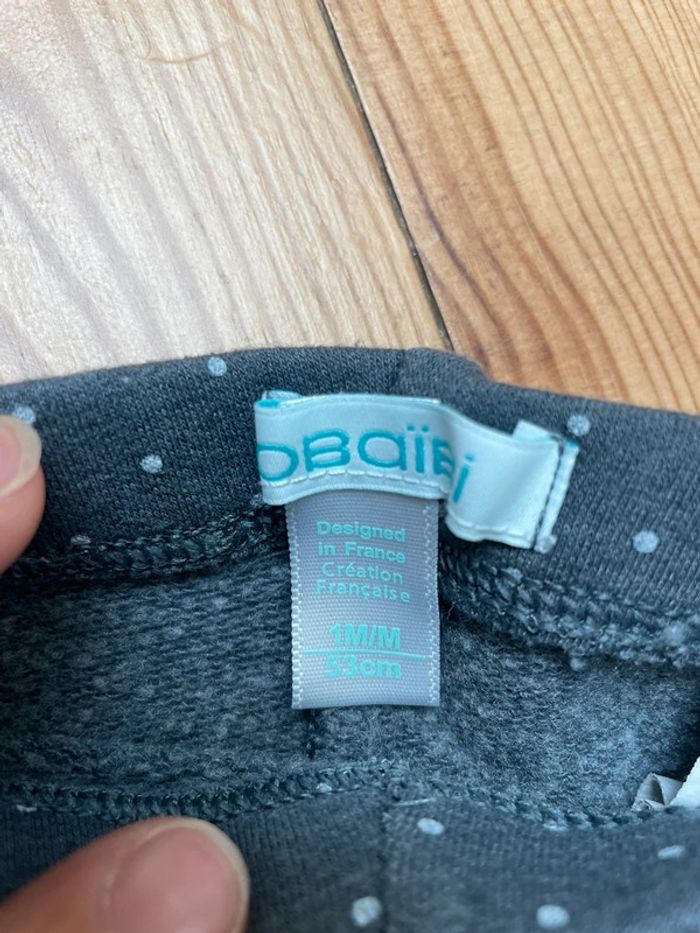 OBaïBi
Designed
in France
Création
Française
1M/M
53cm